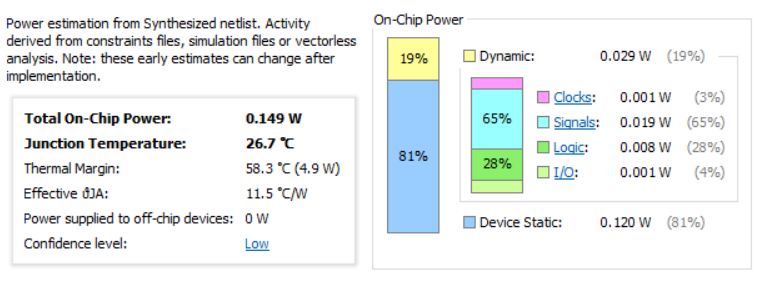 Power estimation from Synthesized netlist. Activity
derived from constraints files, simulation files or vectorless
analysis. Note: these early estimates can change after
implementation.
Total On-Chip Power: 0.149 W
Junction Temperature: 26.7 °C
Thermal Margin: 58.3 °C (4.9 W)
Effective ϑJA: 11.5 °C/W
Power supplied to off-chip devices: 0 W
Confidence level: Low
On-Chip Power
19%
81%
Dynamic: 0.029 W (19%)
65%
28%
Clocks: 0.001 W (3%)
Signals: 0.019 W (65%)
Logic: 0.008 W (28%)
I/O: 0.001 W (4%)
Device Static: 0.120 W (81%)